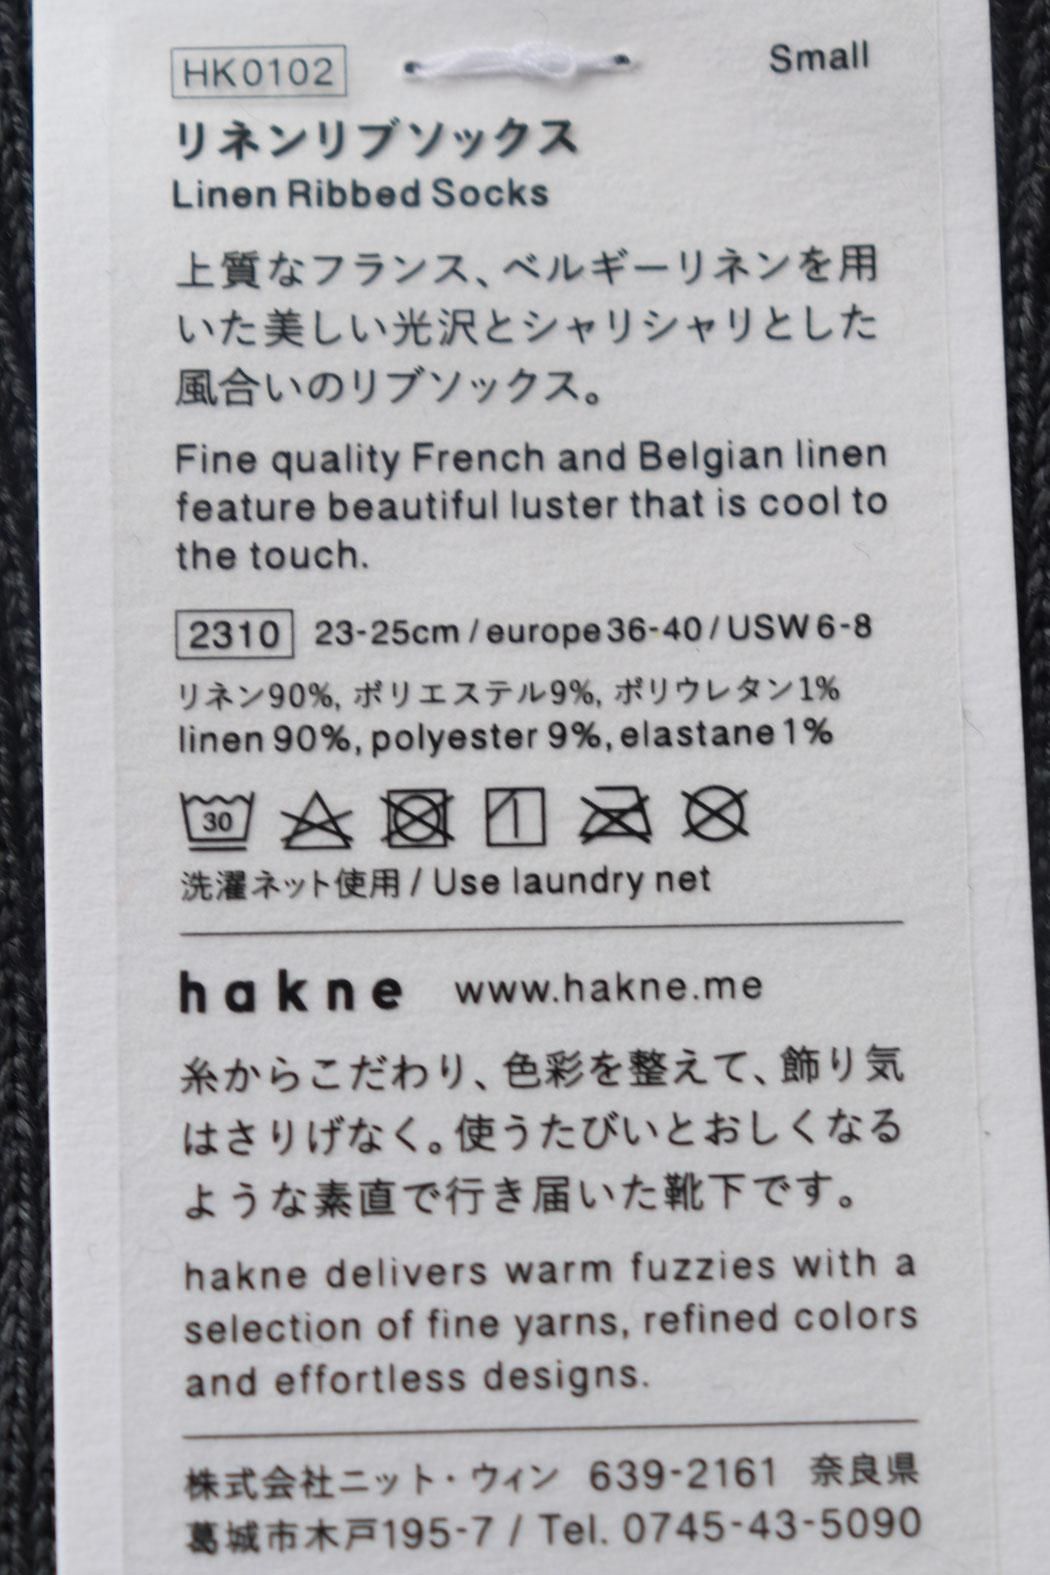 HK0102 Small
リネンリブソックス
Linen Ribbed Socks
上質なフランス、ベルギーリネンを用
いた美しい光沢とシャリシャリとした
風合いのリブソックス。
Fine quality French and Belgian linen
feature beautiful luster that is cool to
the touch.
2310 23-25cm / europe 36-40 / USW 6-8
リネン90%, ポリエステル9%, ポリウレタン1%
linen 90%, polyester 9%, elastane 1%
30
洗濯ネット使用 / Use laundry net
hakne www.hakne.me
糸からこだわり、色彩を整えて、飾り気
はさりげなく。使うたびいとおしくなる
ような素直で行き届いた靴下です。
hakne delivers warm fuzzies with a
selection of fine yarns, refined colors
and effortless designs.
株式会社ニット・ウィン 639-2161 奈良県
葛城市木戸195-7 / Tel. 0745-43-5090